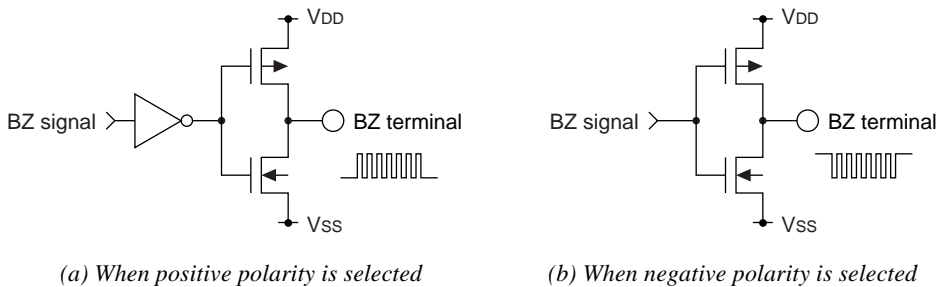 VDD
BZ signal
BZ terminal
VSS
(a) When positive polarity is selected
VDD
BZ signal
BZ terminal
VSS
(b) When negative polarity is selected